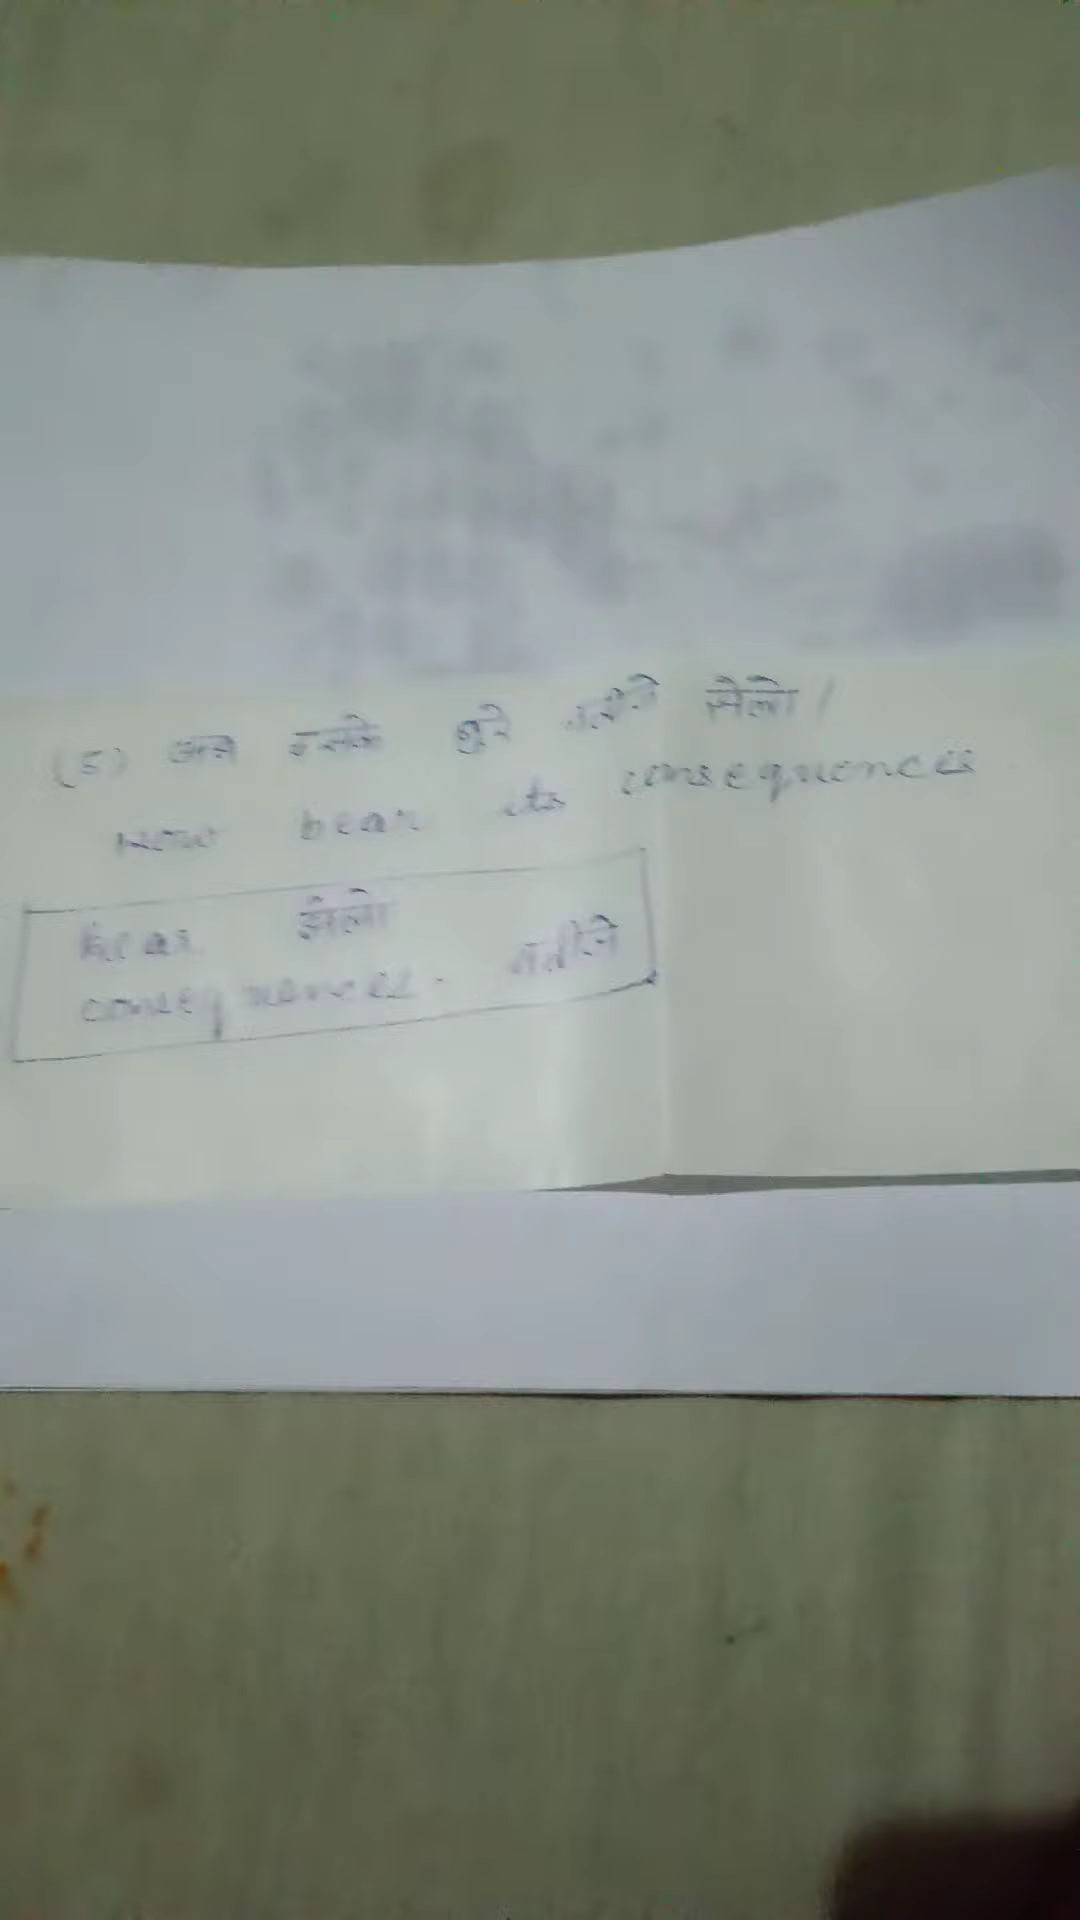 (5) अब इसके बुरे नतीजे झेलो।
Now bear its consequences
Bear झेलो
consequences - नतीजे